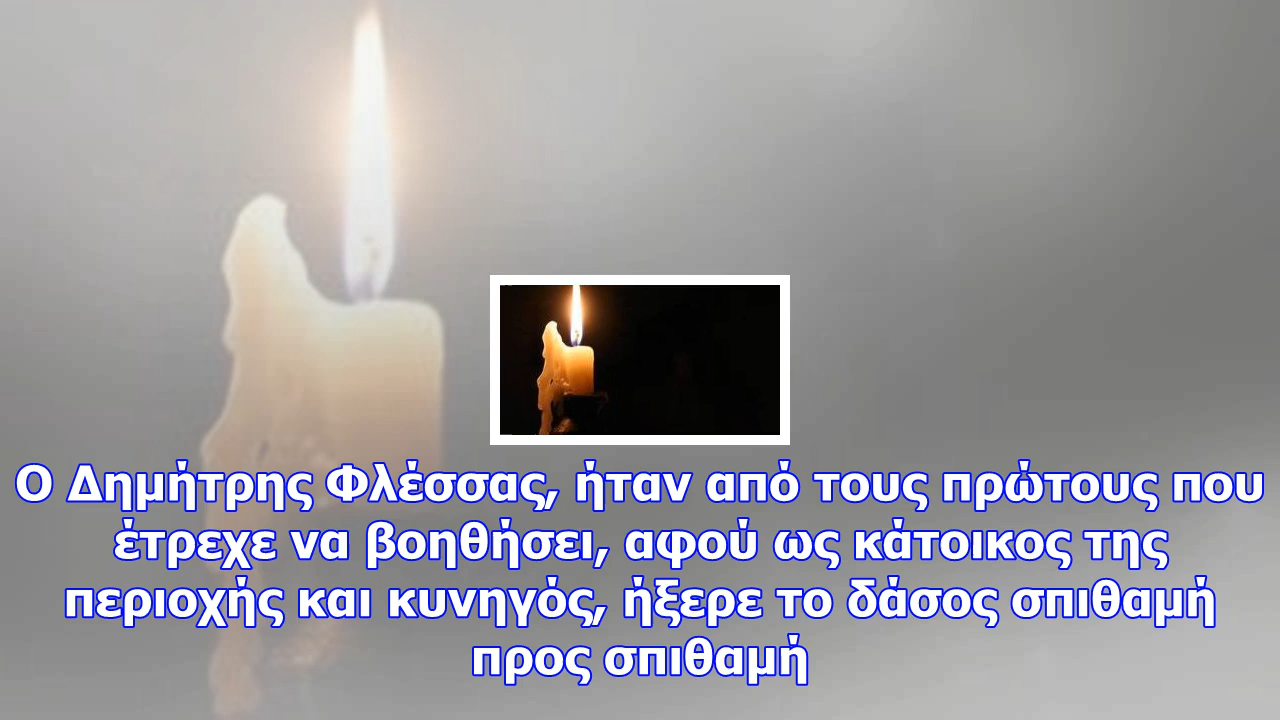 Ο Δημήτρης Φλέσσας, ήταν από τους πρώτους που
έτρεχε να βοηθήσει, αφού ως κάτοικος της
περιοχής και κυνηγός, ήξερε το δάσος σπιθαμή
προς σπιθαμή